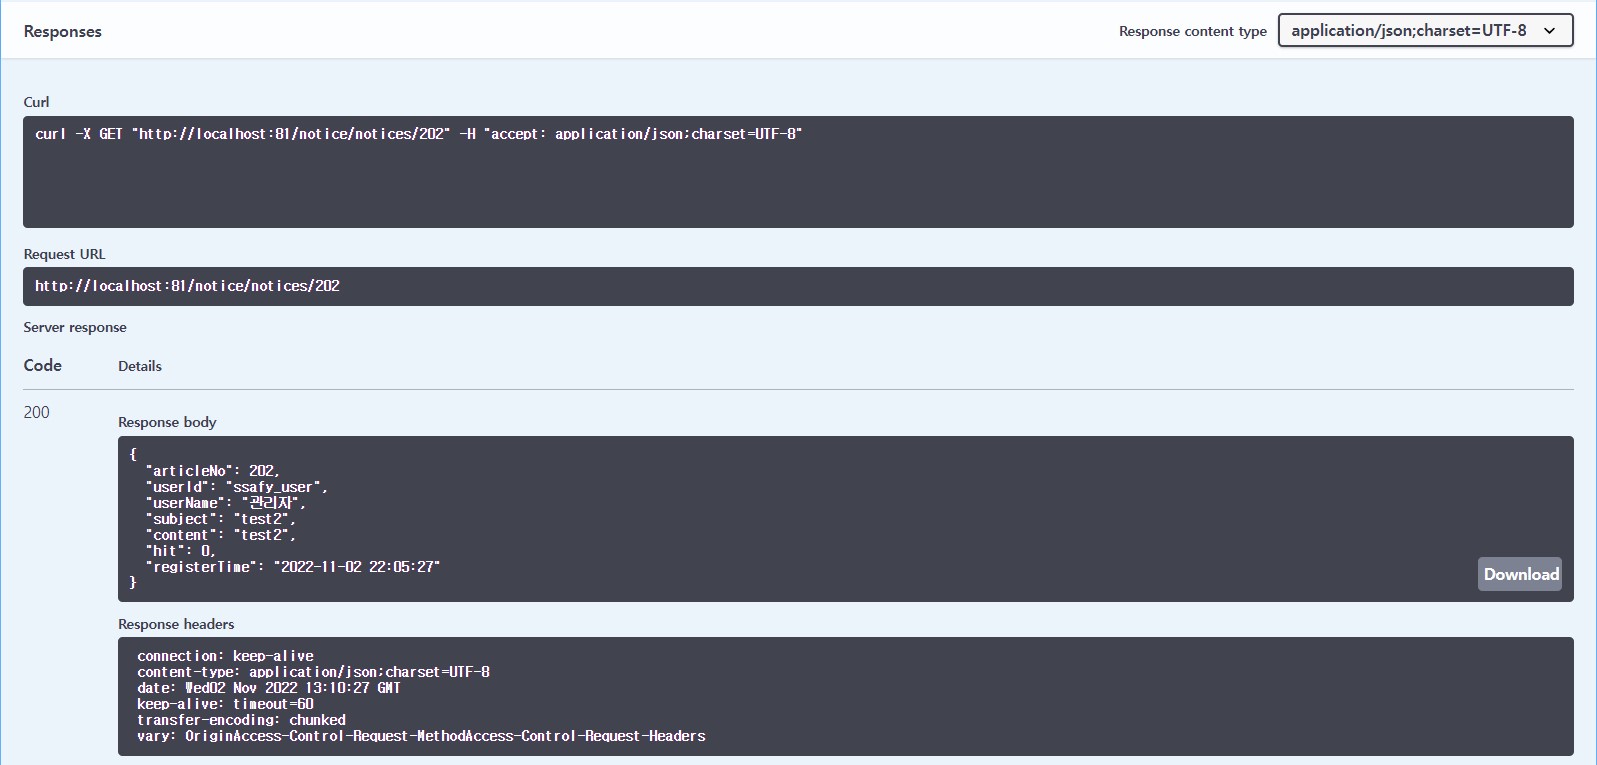 Responses
Response content type
application/json;charset=UTF-8
Curl
curl -X GET "http://localhost:81/notice/notices/202" -H "accept: application/json;charset=UTF-8"
Request URL
http://localhost:81/notice/notices/202
Server response
Code Details
200
Response body
{
"articleNo": 202,
"userId": "ssafy_user",
"userName": "관리자",
"subject": "test2",
"content": "test2",
"hit": 0,
"registerTime": "2022-11-02 22:05:27"
}
Download
Response headers
connection: keep-alive
content-type: application/json;charset=UTF-8
date: Wed02 Nov 2022 13:10:27 GMT
keep-alive: timeout=60
transfer-encoding: chunked
vary: OriginAccess-Control-Request-MethodAccess-Control-Request-Headers